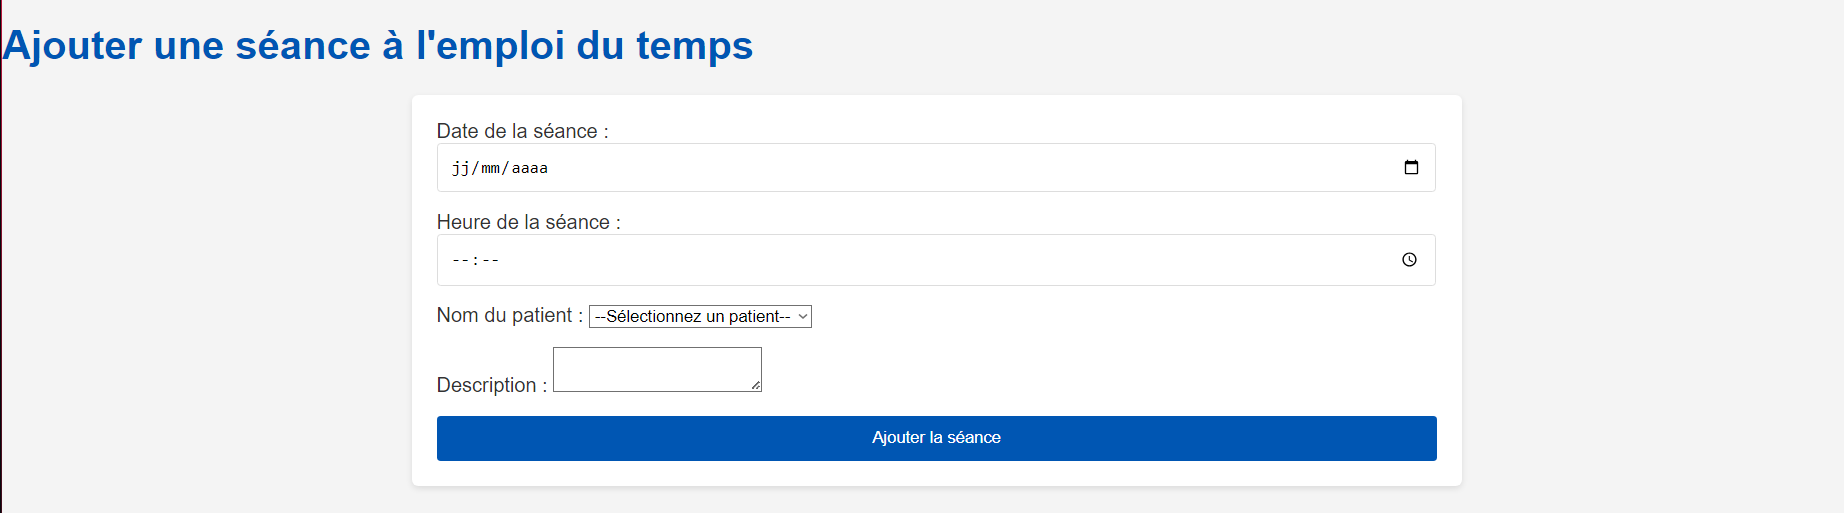 Ajouter une séance à l'emploi du temps
Date de la séance :
jj/mm/aaaa
Heure de la séance :
--:--
Nom du patient : --Sélectionnez un patient--
Description :
Ajouter la séance